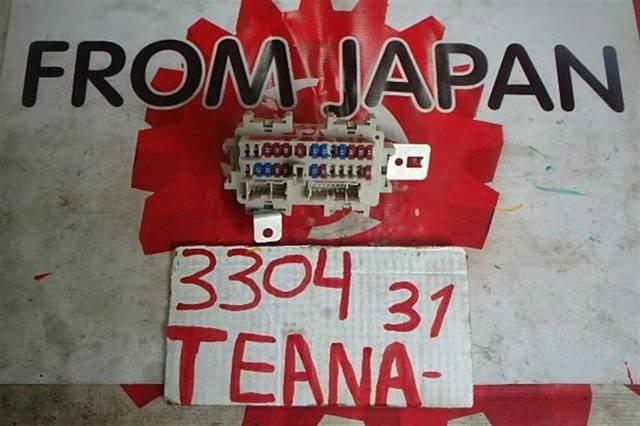 FROM JAPAN
3304 31
TEANA-